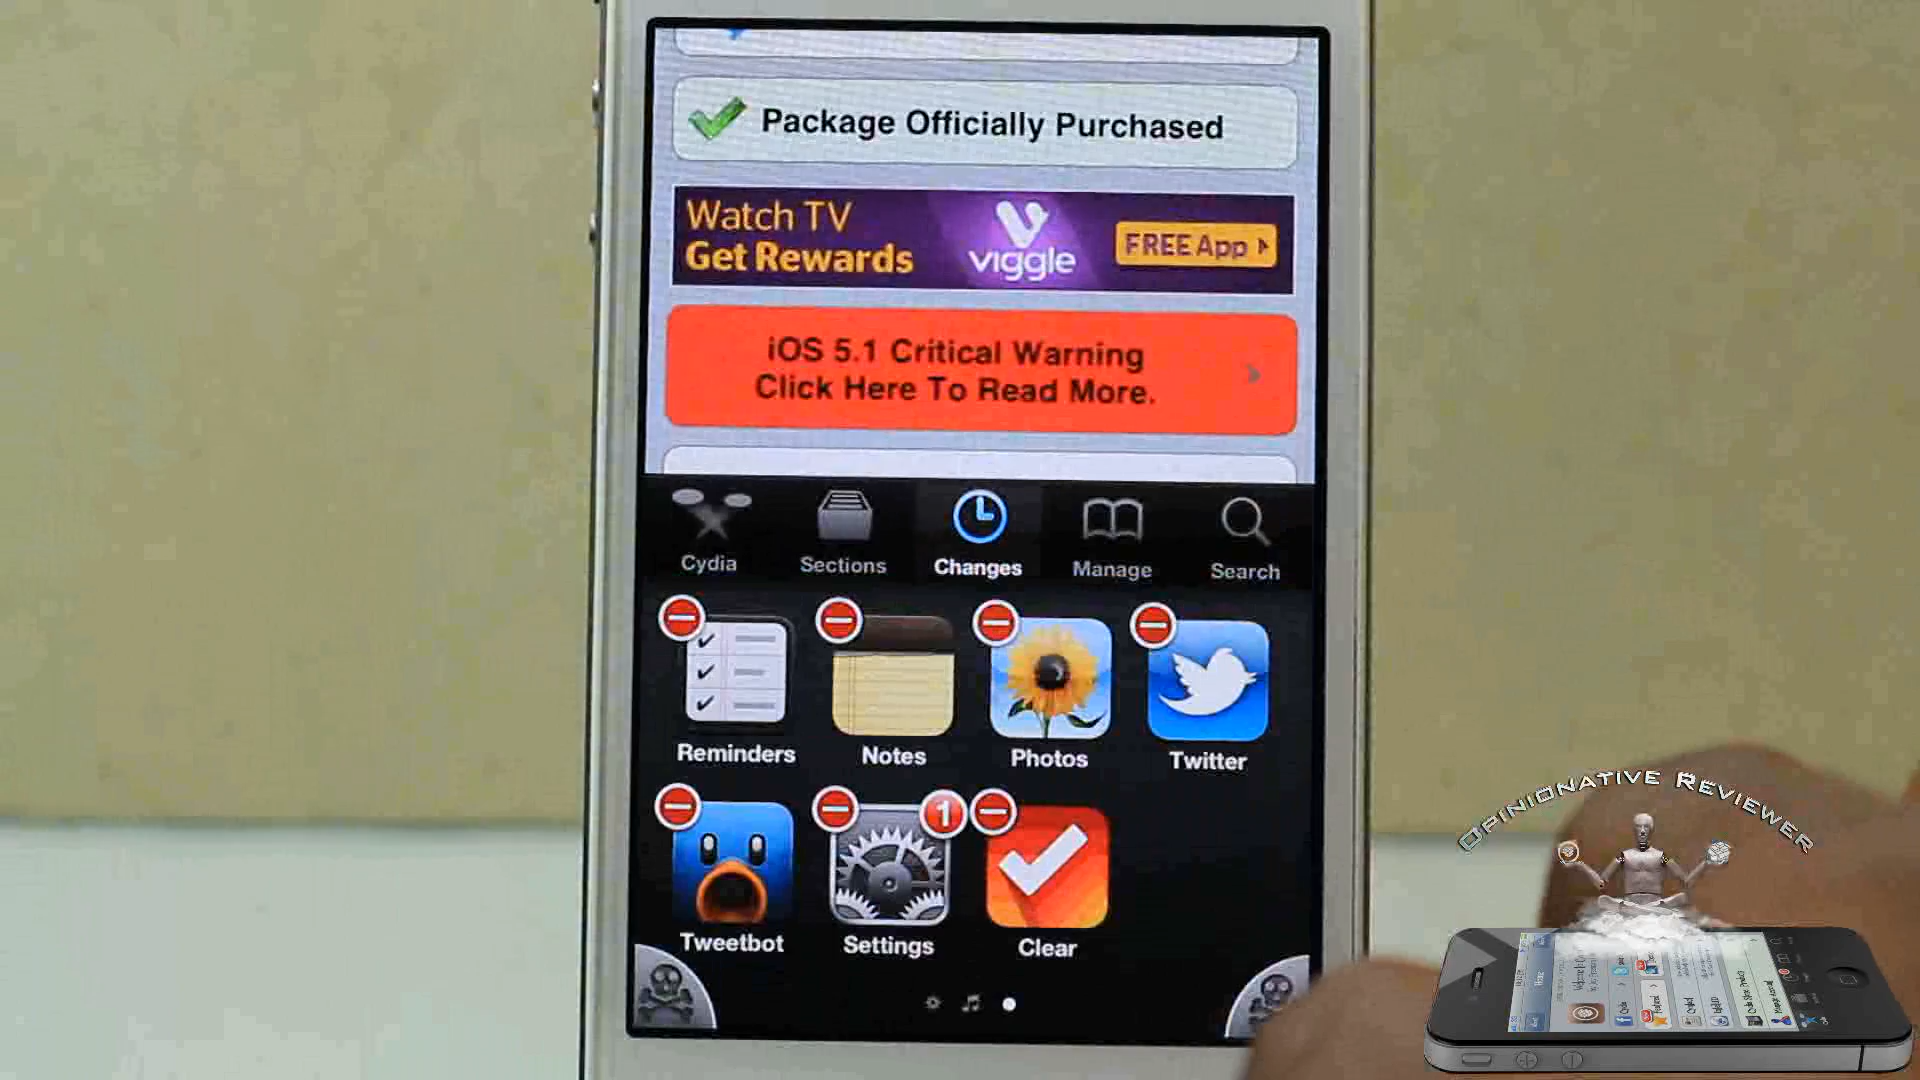 Package Officially Purchased
Watch TV
Get Rewards
viggle
FREE App
iOS 5.1 Critical Warning
Click Here To Read More.
Cydia
Sections
Changes
Manage
Search
Reminders
Notes
Photos
Twitter
1
Tweetbot
Settings
Clear
Opinionative Reviewer